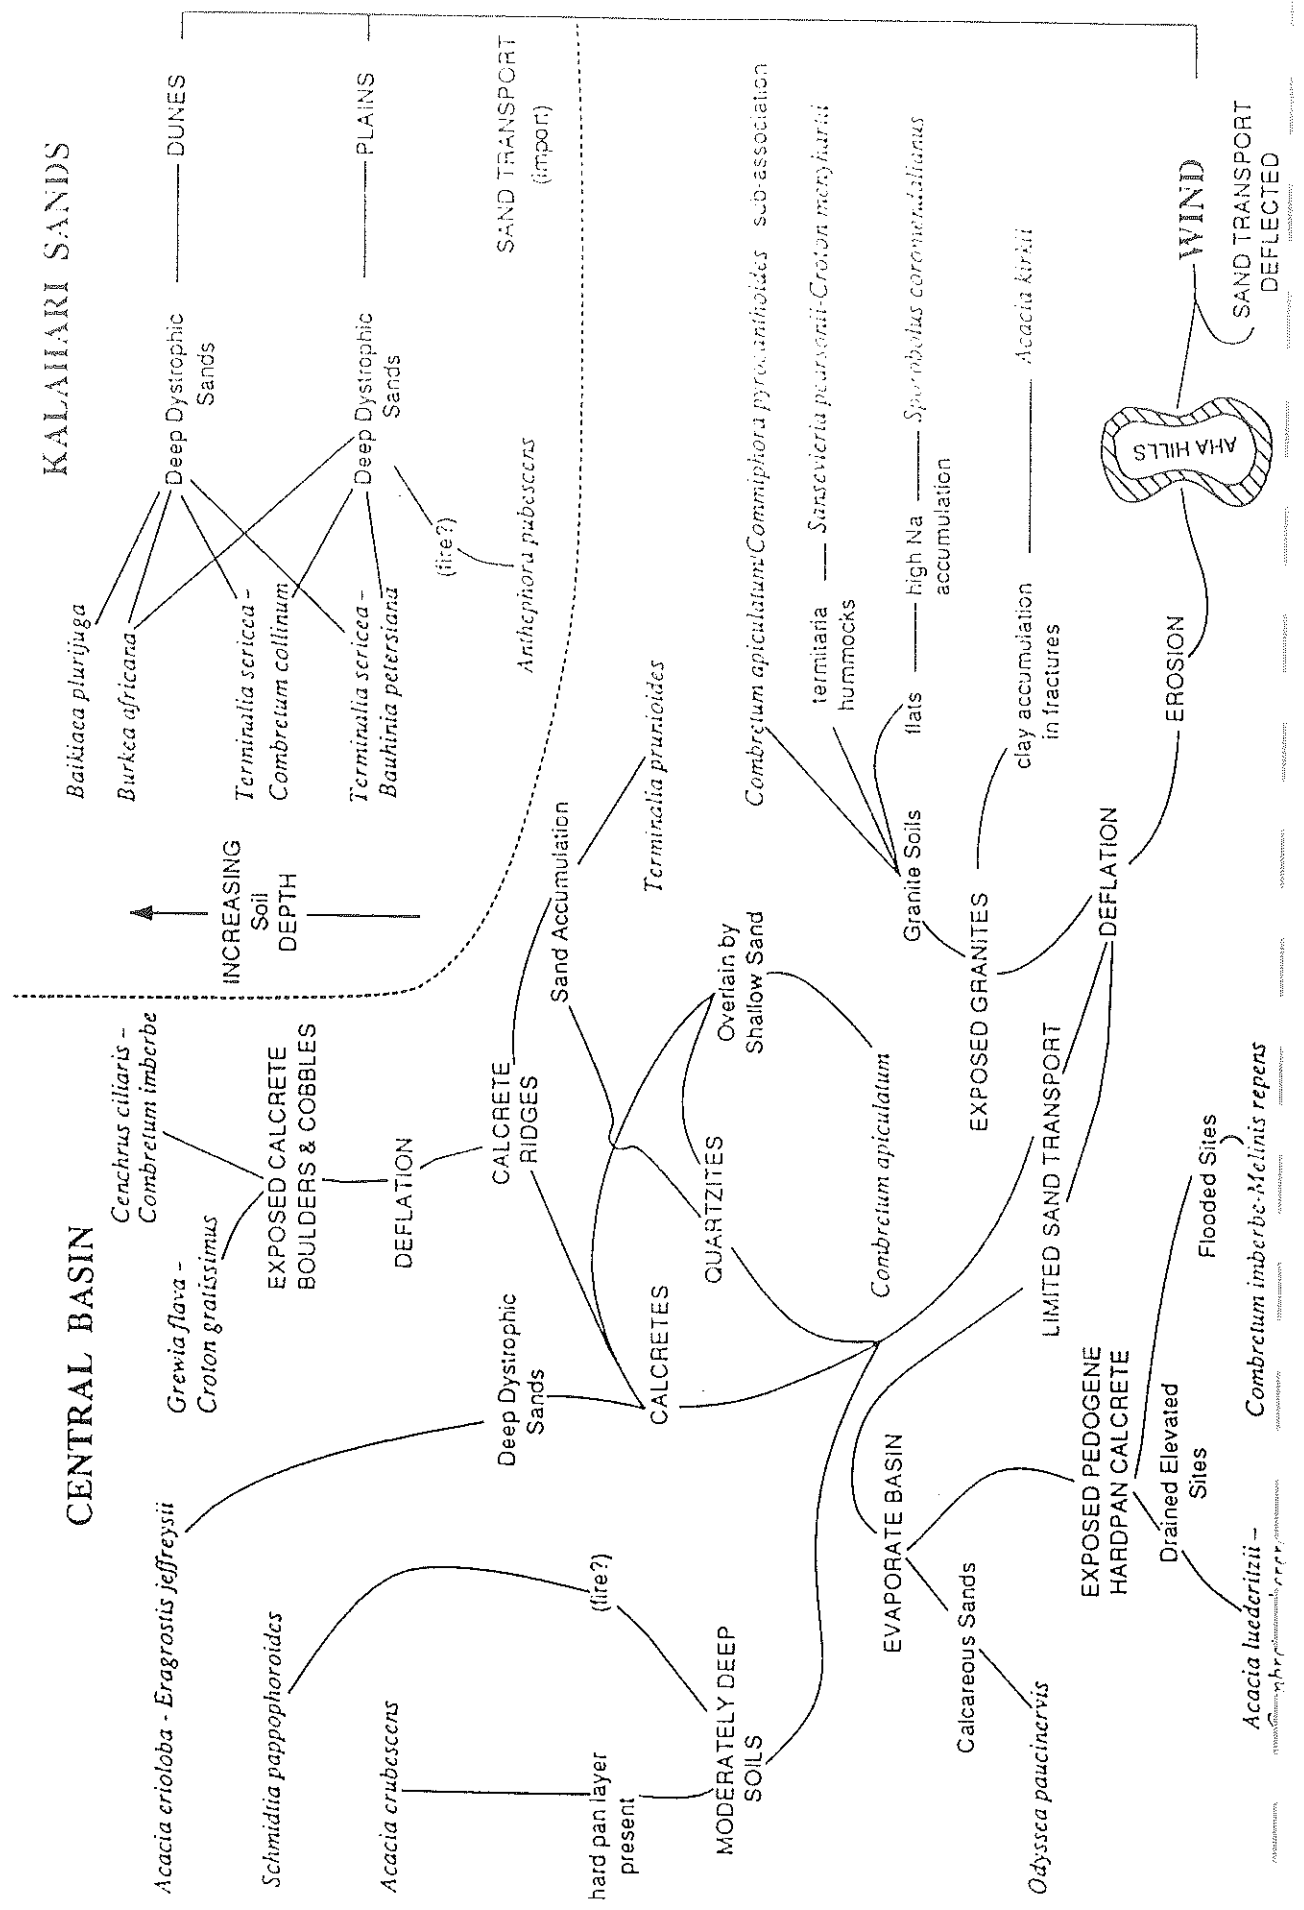 CENTRAL BASIN
KALAHARI SANDS
Cenchrus ciliaris –
Combretum imberbe
Grewia flava –
Croton gratissimus
EXPOSED CALCRETE
BOULDERS & COBBLES
DEFLATION
CALCRETE
RIDGES
Acacia erioloba - Eragrostis jeffreysii
Schmidtia pappophoroides
Acacia erubescens
Deep Dystrophic
Sands
(fire?)
hard pan layer
present
MODERATELY DEEP
SOILS
CALCRETES
QUARTZITES
Sand Accumulation
Terminalia prunioides
Overlain by
Shallow Sand
Combretum apiculatum
INCREASING
Soil
DEPTH
Baikiaea plurijuga
Burkea africana
Terminalia sericea –
Combretum collinum
Terminalia sericea –
Bauhinia petersiana
Deep Dystrophic
Sands
DUNES
Deep Dystrophic
Sands
PLAINS
(fire?)
Anthephora pubescens
SAND TRANSPORT
(import)
Combretum apiculatum/Commiphora pyracanthoides sub-association
termitaria
hummocks
Sansevieria pearsonii-Croton menyhartii
flats
high Na
accumulation
Sporobolus coromendalianus
Granite Soils
EXPOSED GRANITES
clay accumulation
in fractures
Acacia kirkii
EVAPORATE BASIN
Calcareous Sands
Odyssea paucinervis
LIMITED SAND TRANSPORT
DEFLATION
EROSION
AHA HILLS
WIND
SAND TRANSPORT
DEFLECTED
EXPOSED PEDOGENE
HARDPAN CALCRETE
Drained Elevated
Sites
Flooded Sites
Acacia luederitzii –
Combretum imberbe-Melinis repens